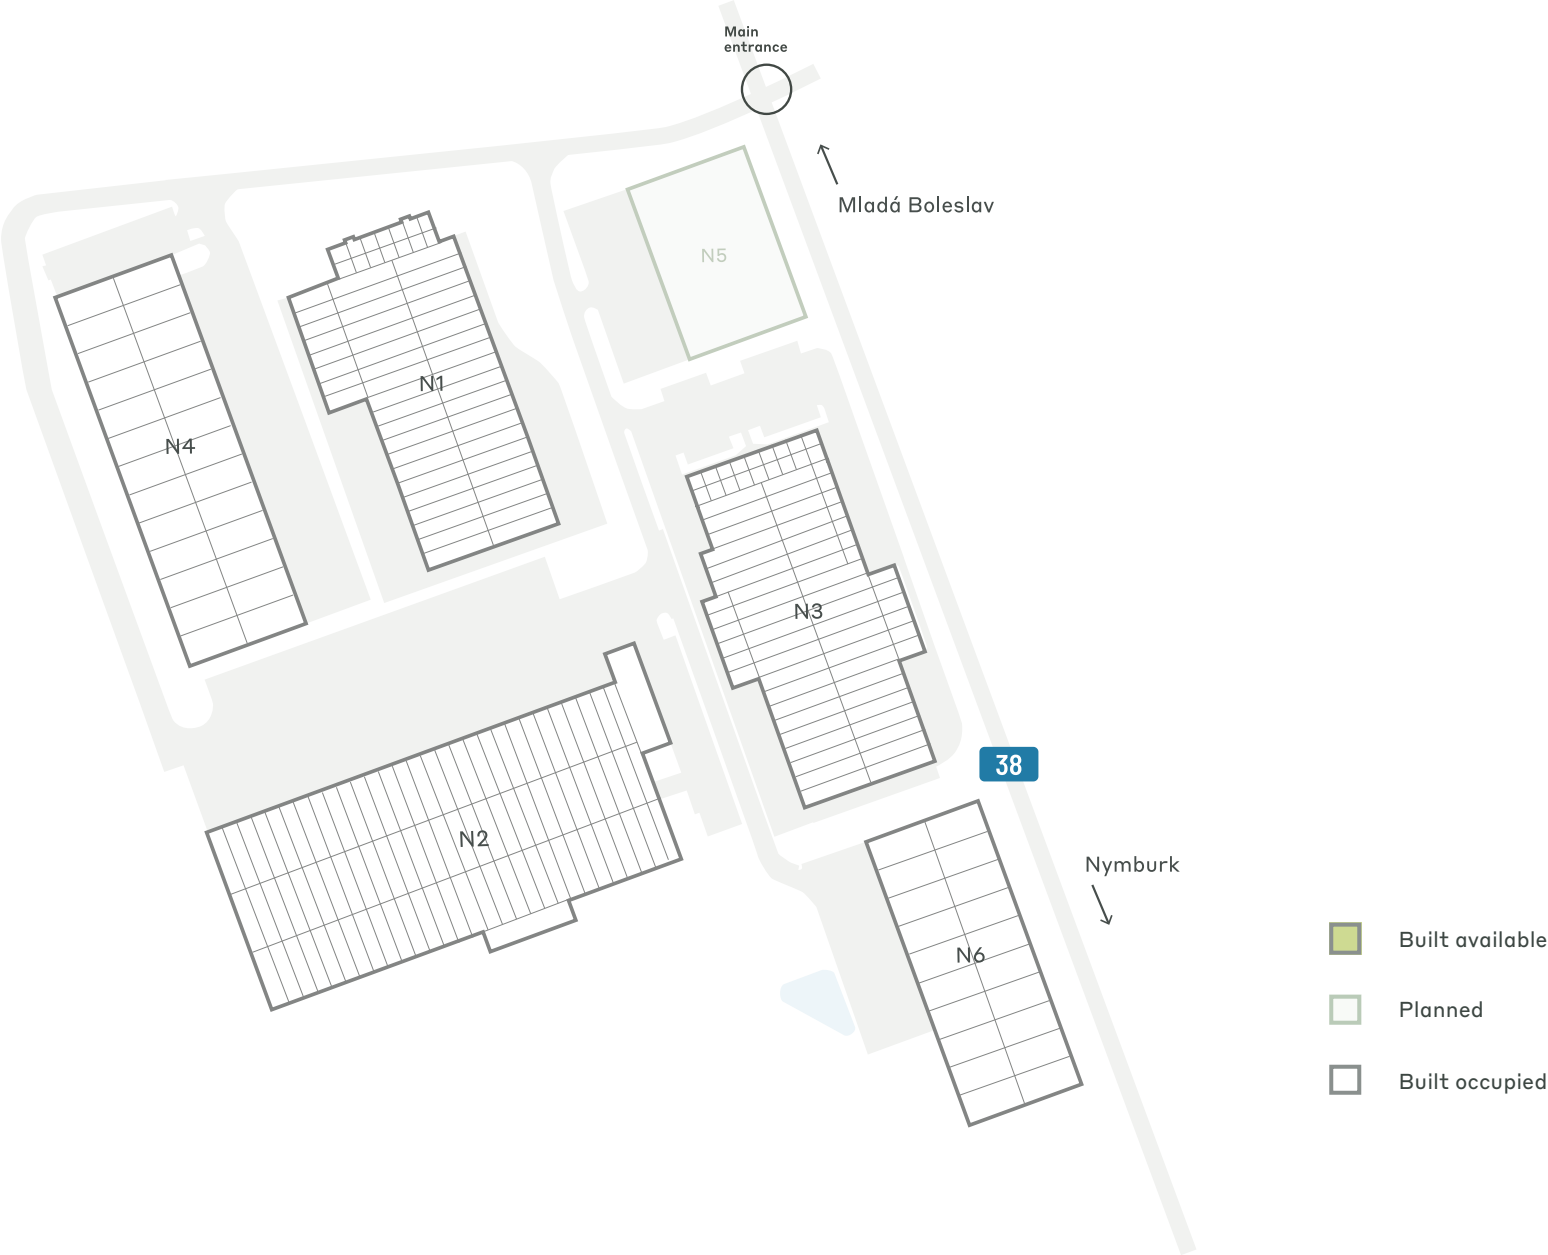 Main
entrance
Mladá Boleslav
N5
N1
N4
N3
38
N2
Nymburk
N6
Built available
Planned
Built occupied